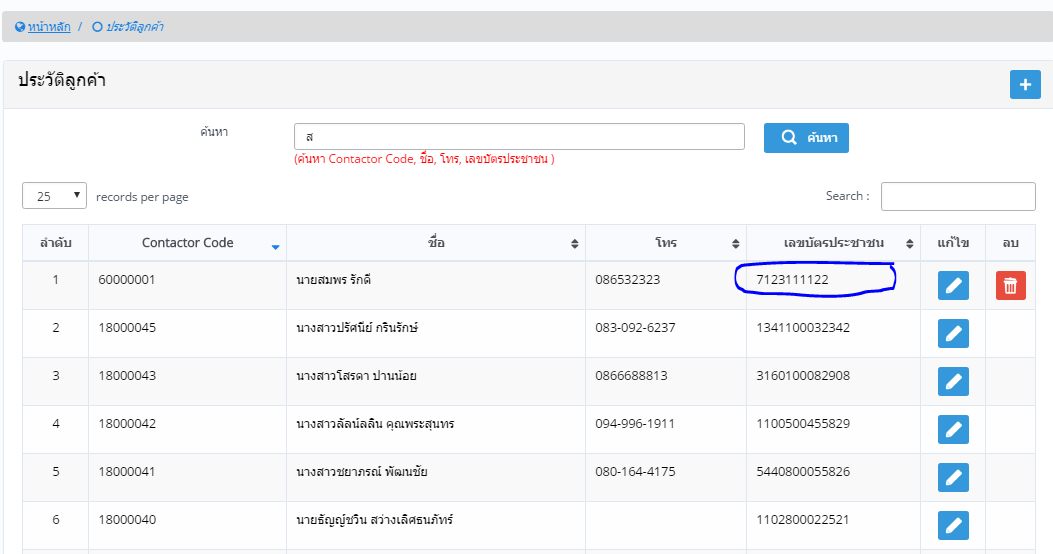 หน้าหลัก / ประวัติลูกค้า
ประวัติลูกค้า
ค้นหา ส ค้นหา
(ค้นหา Contactor Code, ชื่อ, โทร, เลขบัตรประชาชน )
25 records per page Search :
ลำดับ Contactor Code ชื่อ โทร เลขบัตรประชาชน แก้ไข ลบ
1 60000001 นายสมพร รักดี 086532323 7123111122
2 18000045 นางสาวปรัศนีย์ กรินรักษ์ 083-092-6237 1341100032342
3 18000043 นางสาวโสรดา ปานน้อย 0866688813 3160100082908
4 18000042 นางสาวลัลน์ลลิน คุณพระสุนทร 094-996-1911 1100500455829
5 18000041 นางสาวชยาภรณ์ พัฒนชัย 080-164-4175 5440800055826
6 18000040 นายธัญญ์ชวิน สว่างเลิศธนภัทร์ 1102800022521